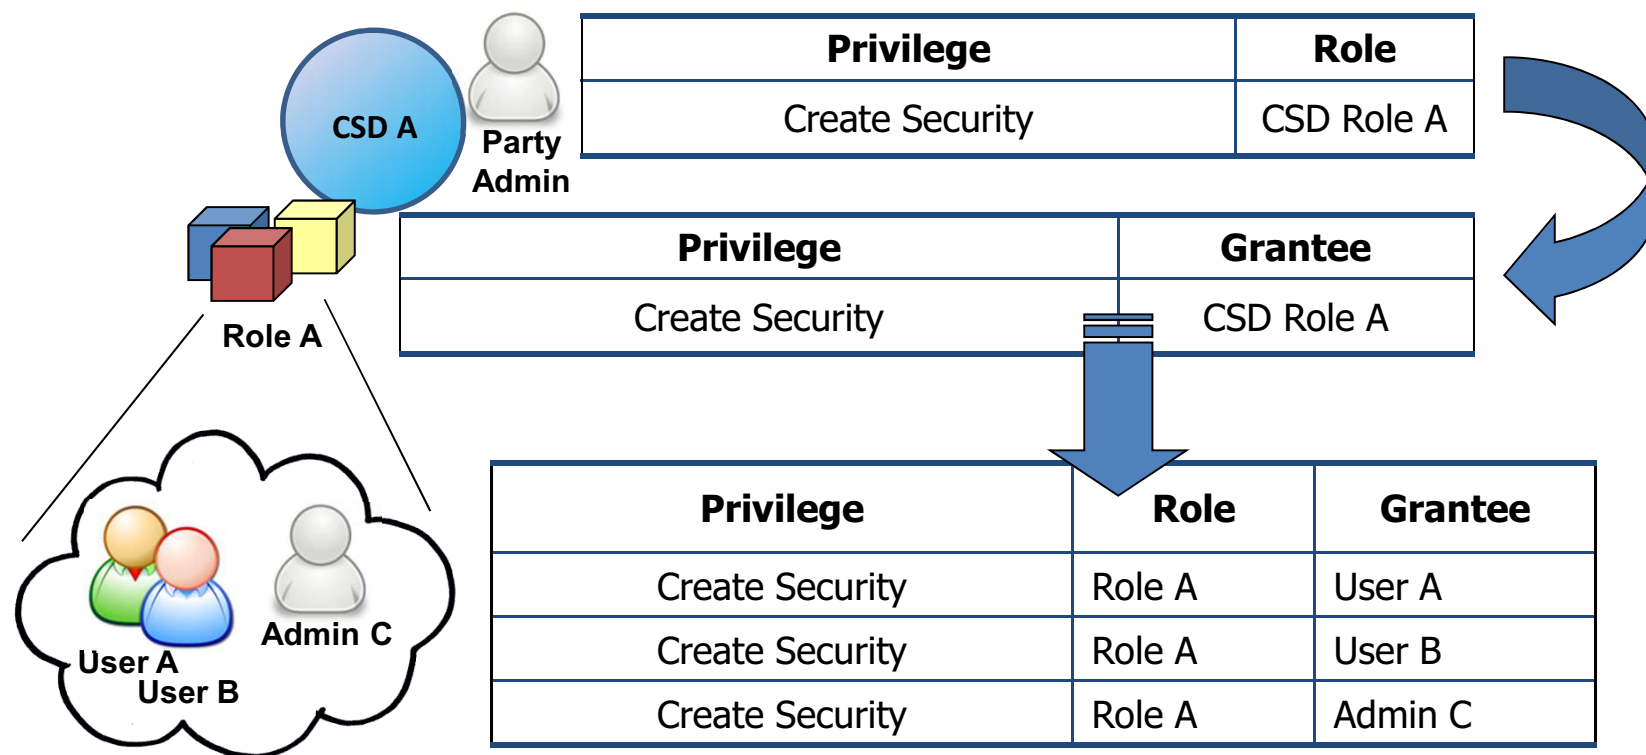 CSD A
Party
Admin
Privilege Role
Create Security CSD Role A
Role A
Privilege Grantee
Create Security CSD Role A
User A
User B
Admin C
Privilege Role Grantee
Create Security Role A User A
Create Security Role A User B
Create Security Role A Admin C